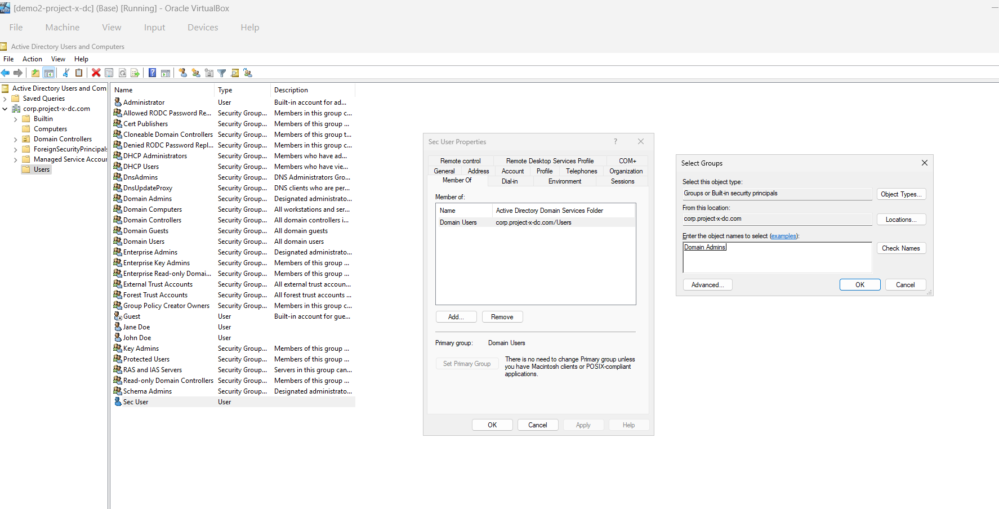 [demo2-project-x-dc] (Base) [Running] - Oracle VirtualBox
File Machine View Input Devices Help
Active Directory Users and Computers
File Action View Help
Active Directory Users and Com
Saved Queries
corp.project-x-dc.com
Builtin
Computers
Domain Controllers
ForeignSecurityPrincipals
Managed Service Accour
Users
Name Type Description
Administrator User Built-in account for ad...
Allowed RODC Password Re... Security Group... Members in this group c...
Cert Publishers Security Group... Members of this group ...
Cloneable Domain Controllers Security Group... Members of this group t...
Denied RODC Password Repl... Security Group... Members in this group c...
DHCP Administrators Security Group... Members who have ad...
DHCP Users Security Group... Members who have vie...
DnsAdmins Security Group... DNS Administrators Gro...
DnsUpdateProxy Security Group... DNS clients who are per...
Domain Admins Security Group... Designated administrato...
Domain Computers Security Group... All workstations and ser...
Domain Controllers Security Group... All domain controllers i...
Domain Guests Security Group... All domain guests
Domain Users Security Group... All domain users
Enterprise Admins Security Group... Designated administrato...
Enterprise Key Admins Security Group... Members of this group ...
Enterprise Read-only Domai... Security Group... Members of this group ...
External Trust Accounts Security Group... All external trust accoun...
Forest Trust Accounts Security Group... All forest trust accounts ...
Group Policy Creator Owners Security Group... Members in this group c...
Guest User Built-in account for gue...
Jane Doe User
John Doe User
Key Admins Security Group... Members of this group ...
Protected Users Security Group... Members of this group ...
RAS and IAS Servers Security Group... Servers in this group can...
Read-only Domain Controllers Security Group... Members of this group ...
Schema Admins Security Group... Designated administrato...
Sec User User
Sec User Properties ?
Remote control Remote Desktop Services Profile COM+
General Address Account Profile Telephones Organization
Member Of Dial-in Environment Sessions
Member of:
Name Active Directory Domain Services Folder
Domain Users corp.project-x-dc.com/Users
Add... Remove
Primary group: Domain Users
Set Primary Group
There is no need to change Primary group unless
you have Macintosh clients or POSIX-compliant
applications.
OK Cancel Apply Help
Select Groups
Select this object type:
Groups or Built-in security principals Object Types...
From this location:
corp.project-x-dc.com Locations...
Enter the object names to select (examples):
Domain Admins Check Names
Advanced... OK Cancel